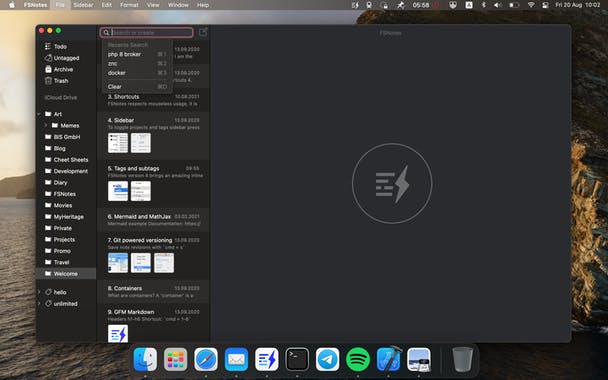 FSNotes File Sidebar Edit Format View Window Help
05:58
Fri 20 Aug 10:02
Search or create
FSNotes
Todo
Untagged
Archive
Trash
iCloud Drive
Art
Memes
BIS GmbH
Blog
Cheet Sheets
Development
Diary
FSNotes
Movies
MyHeritage
Private
Projects
Promo
Travel
Welcome
hello
unlimited
Recents Search
php 8 broker ⌘1
znc ⌘2
docker ⌘3
Clear ⌘D
13.09.2020
I am the
13.09.2020
shortcuts 4.
3. Shortcuts 10.08.2021
FSNotes respects mouseless usage, it is
4. Sidebar 13.09.2020
To toggle projects and tags sidebar press
5. Tags and subtags 09:55
FSNotes version 4 brings an amazing inline
6. Mermaid and MathJax 03.02.2021
Mermaid example Documentation: https://
7. Git powered versioning 13.09.2020
Save note revisions with `cmd + s`
8. Containers 13.09.2020
What are containers? A "container" is a
9. GFM Markdown 13.09.2020
Headers h1-h6 Shortcut: `cmd + 1-6`